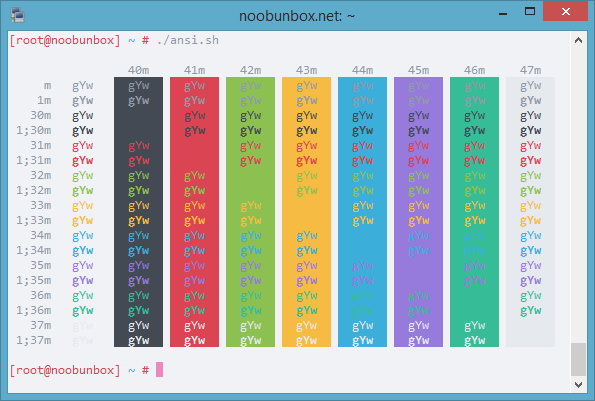 noobunbox.net: ~
[root@noobunbox] ~ # ./ansi.sh
40m 41m 42m 43m 44m 45m 46m 47m
m gYw gYw gYw gYw gYw gYw gYw gYw gYw
1m gYw gYw gYw gYw gYw gYw gYw gYw gYw
30m gYw gYw gYw gYw gYw gYw gYw gYw
1;30m gYw gYw gYw gYw gYw gYw gYw gYw
31m gYw gYw gYw gYw gYw gYw gYw gYw
1;31m gYw gYw gYw gYw gYw gYw gYw gYw
32m gYw gYw gYw gYw gYw gYw gYw gYw
1;32m gYw gYw gYw gYw gYw gYw gYw gYw
33m gYw gYw gYw gYw gYw gYw gYw gYw
1;33m gYw gYw gYw gYw gYw gYw gYw gYw
34m gYw gYw gYw gYw gYw gYw gYw gYw
1;34m gYw gYw gYw gYw gYw gYw gYw gYw
35m gYw gYw gYw gYw gYw gYw gYw gYw
1;35m gYw gYw gYw gYw gYw gYw gYw gYw
36m gYw gYw gYw gYw gYw gYw gYw gYw
1;36m gYw gYw gYw gYw gYw gYw gYw gYw
37m gYw gYw gYw gYw gYw gYw gYw gYw
1;37m gYw gYw gYw gYw gYw gYw gYw gYw
[root@noobunbox] ~ #